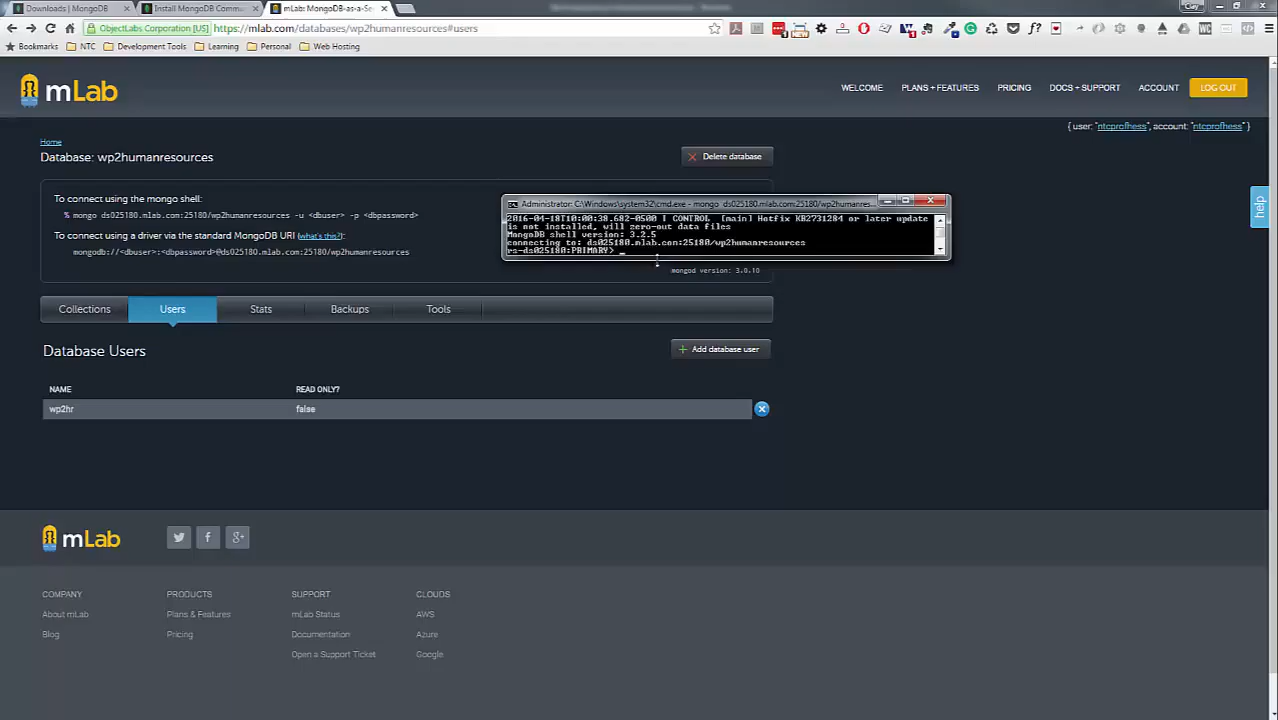 Downloads | MongoDB
Install MongoDB Commu
mLab: MongoDB-as-a-Se
Clay
ObjectLabs Corporation [US]
https://mlab.com/databases/wp2humanresources#users
Bookmarks
NTC
Development Tools
Learning
Personal
Web Hosting
mLab
WELCOME
PLANS + FEATURES
PRICING
DOCS + SUPPORT
ACCOUNT
LOG OUT
{ user: "ntcprofhess", account: "ntcprofhess" }
Home
Database: wp2humanresources
Delete database
To connect using the mongo shell:
% mongo ds025180.mlab.com:25180/wp2humanresources -u <dbuser> -p <dbpassword>
To connect using a driver via the standard MongoDB URI (what's this?):
mongodb://<dbuser>:<dbpassword>@ds025180.mlab.com:25180/wp2humanresources
Administrator: C:\Windows\system32\cmd.exe - mongo ds025180.mlab.com:25180/wp2humanres...
2016-04-18T10:00:38.682-0500 I CONTROL [main] Hotfix KB2731284 or later update
is not installed, will zero-out data files
MongoDB shell version: 3.2.5
connecting to: ds025180.mlab.com:25180/wp2humanresources
rs-ds025180:PRIMARY> _
mongod version: 3.0.10
help
Collections
Users
Stats
Backups
Tools
Database Users
+ Add database user
NAME
READ ONLY?
wp2hr
false
mLab
COMPANY
PRODUCTS
SUPPORT
CLOUDS
About mLab
Plans & Features
mLab Status
AWS
Blog
Pricing
Documentation
Azure
Open a Support Ticket
Google